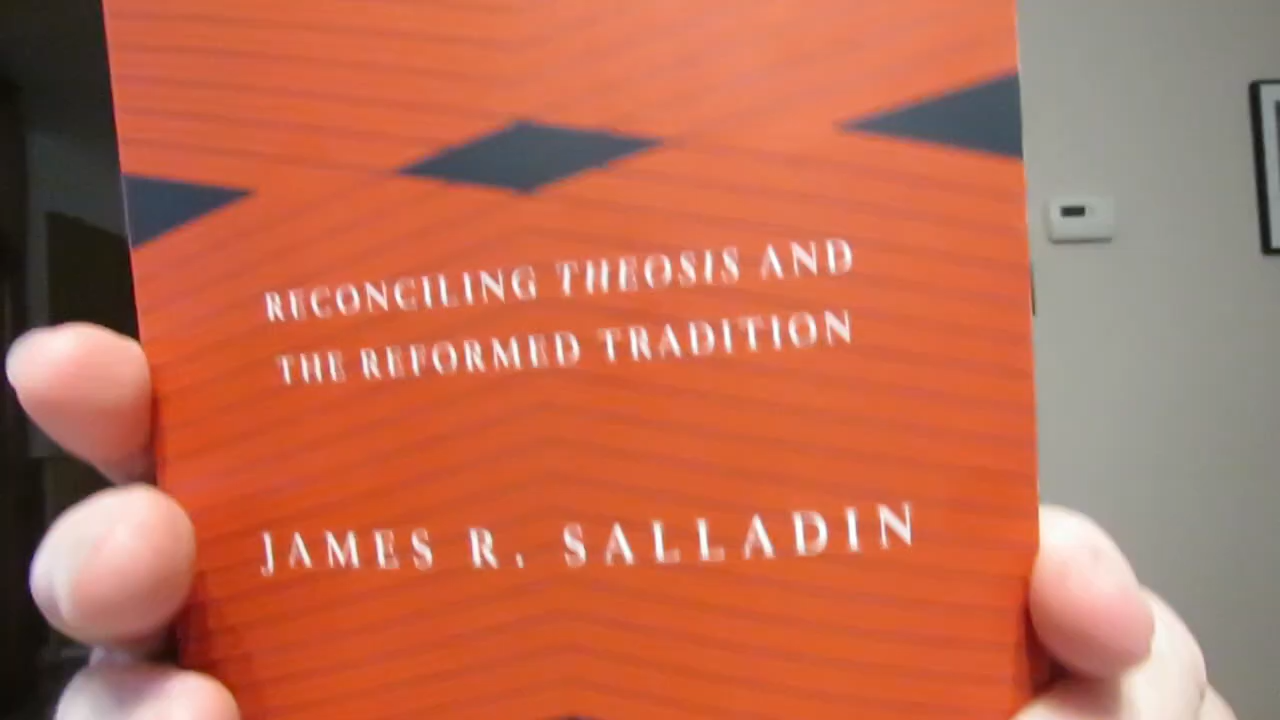 RECONCILING THEOSIS AND
THE REFORMED TRADITION
JAMES R. SALLADIN